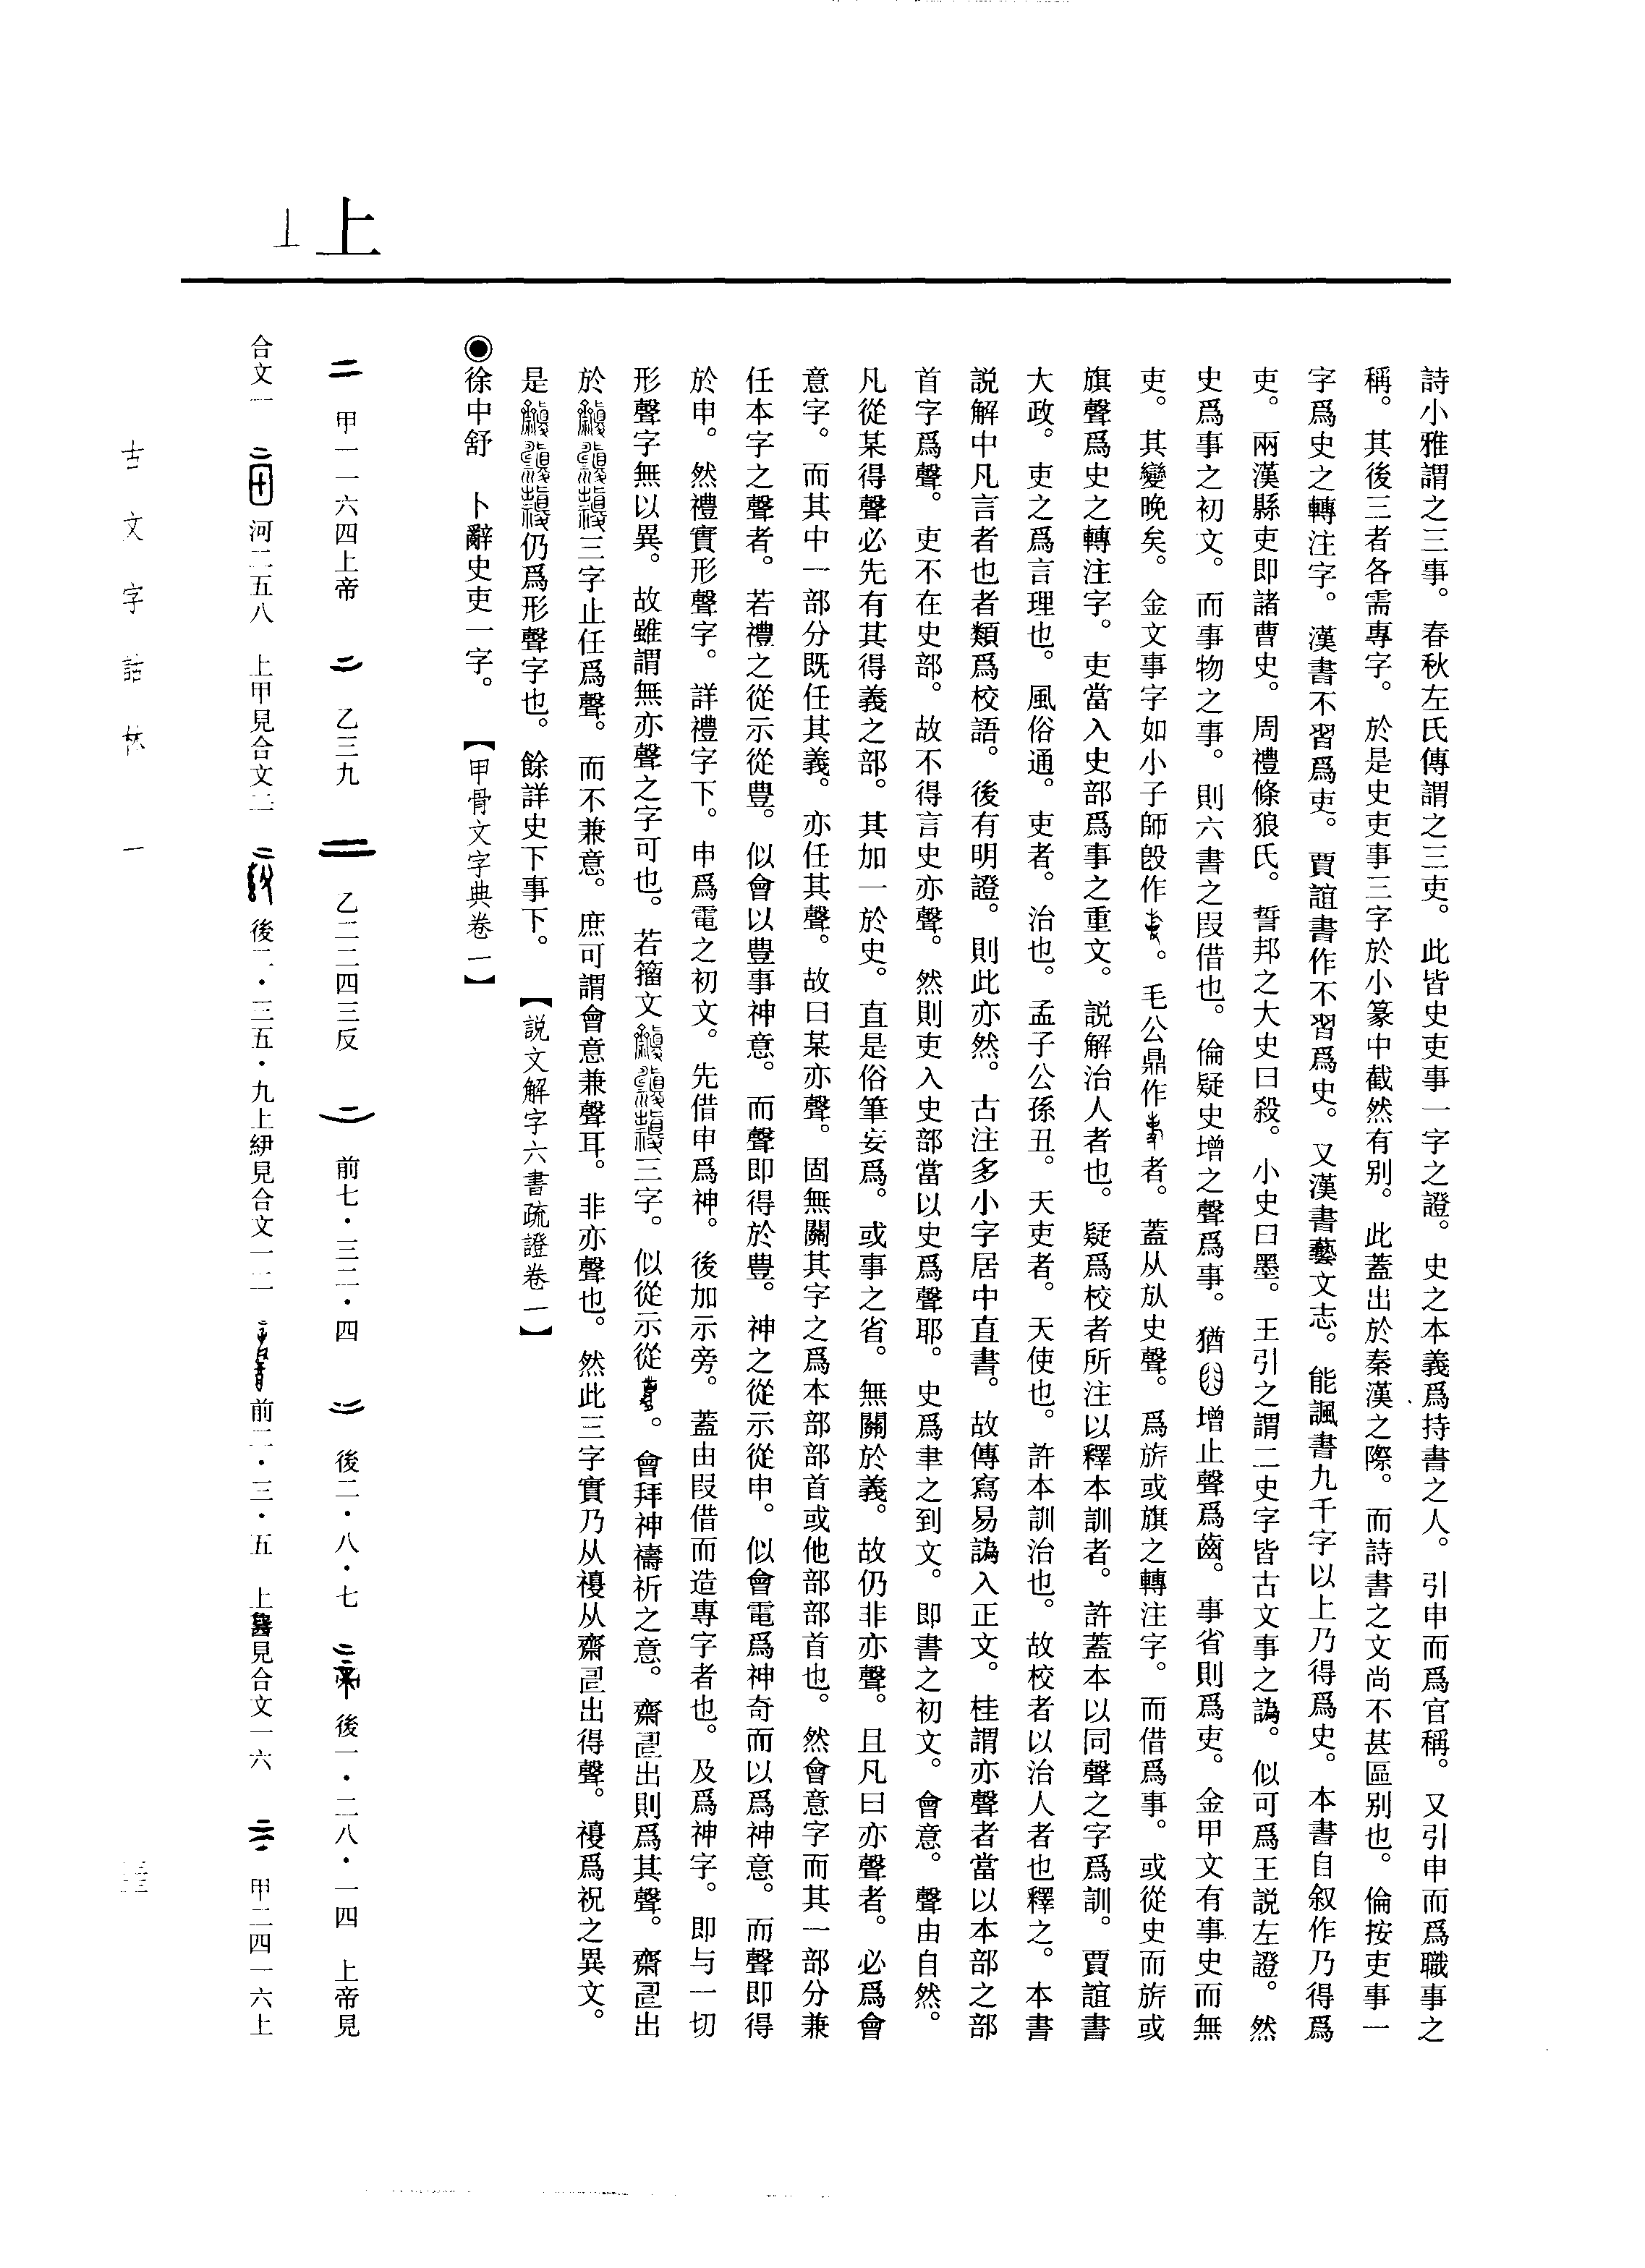 詩小雅謂之三事。春秋左氏傳謂之三吏。此皆史吏事一字之證。史之本義爲持書之人。引申而爲官稱。又引申而爲職事之
稱。其後三者各需專字。於是史吏事三字於小篆中截然有别。此蓋出於秦漢之際。而詩書之文尚不甚區别也。倫按吏事一
字爲史之轉注字。漢書不習爲吏。賈誼書作不習爲史。又漢書藝文志。能諷書九千字以上乃得爲史。本書自叙作乃得爲
吏。兩漢縣吏即諸曹史。周禮條狼氏。誓邦之大史曰殺。小史曰墨。王引之謂二史字皆古文事之譌。似可爲王説左證。然
史爲事之初文。而事物之事。則六書之叚借也。倫疑史增之聲爲事。猶增止聲爲齒。事省則爲吏。金甲文有事史而無
吏。其變晚矣。金文事字如小子師𣪘作。毛公鼎作者。蓋从㫃史聲。爲旂或旗之轉注字。而借爲事。或從史而旂或
旗聲爲史之轉注字。吏當入史部爲事之重文。説解治人者也。疑爲校者所注以釋本訓者。許蓋本以同聲之字爲訓。賈誼書
大政。吏之爲言理也。風俗通。吏者。治也。孟子公孫丑。天吏者。天使也。許本訓治也。故校者以治人者也釋之。本書
説解中凡言者也者類爲校語。後有明證。則此亦然。古注多小字居中直書。故傳寫易譌入正文。桂謂亦聲者當以本部之部
首字爲聲。吏不在史部。故不得言史亦聲。然則吏入史部當以史爲聲耶。史爲聿之到文。即書之初文。會意。聲由自然。
凡從某得聲必先有其得義之部。其加一於史。直是俗筆妄爲。或事之省。無關於義。故仍非亦聲。且凡曰亦聲者。必爲會
意字。而其中一部分既任其義。亦任其聲。故曰某亦聲。固無關其字之爲本部部首或他部部首也。然會意字而其一部分兼
任本字之聲者。若禮之從示從豊。似會以豊事神意。而聲即得於豊。神之從示從申。似會電爲神奇而以爲神意。而聲即得
於申。然禮實形聲字。詳禮字下。申爲電之初文。先借申爲神。後加示旁。蓋由叚借而造專字者也。及爲神字。即与一切
形聲字無以異。故雖謂無亦聲之字可也。若籀文三字。似從示從。會拜神禱祈之意。齋出則爲其聲。齋出
於三字止任爲聲。而不兼意。庶可謂會意兼聲耳。非亦聲也。然此三字實乃从䙪从齋出得聲。䙪爲祝之異文。
是仍爲形聲字也。餘詳史下事下。【説文解字六書疏證卷一】
◉徐中舒　卜辭史吏一字。【甲骨文字典卷一】
上
甲一一六四上帝　乙三九　乙二二四三反　前七・三二・四　後二・八・七　後一・二八・一四　上帝見
合文一　河二五八　上甲見合文二　後二・三五・九上見合文一二　前二・三・五　上見合文一六　甲二四一六上
古文字詁林　一
三三